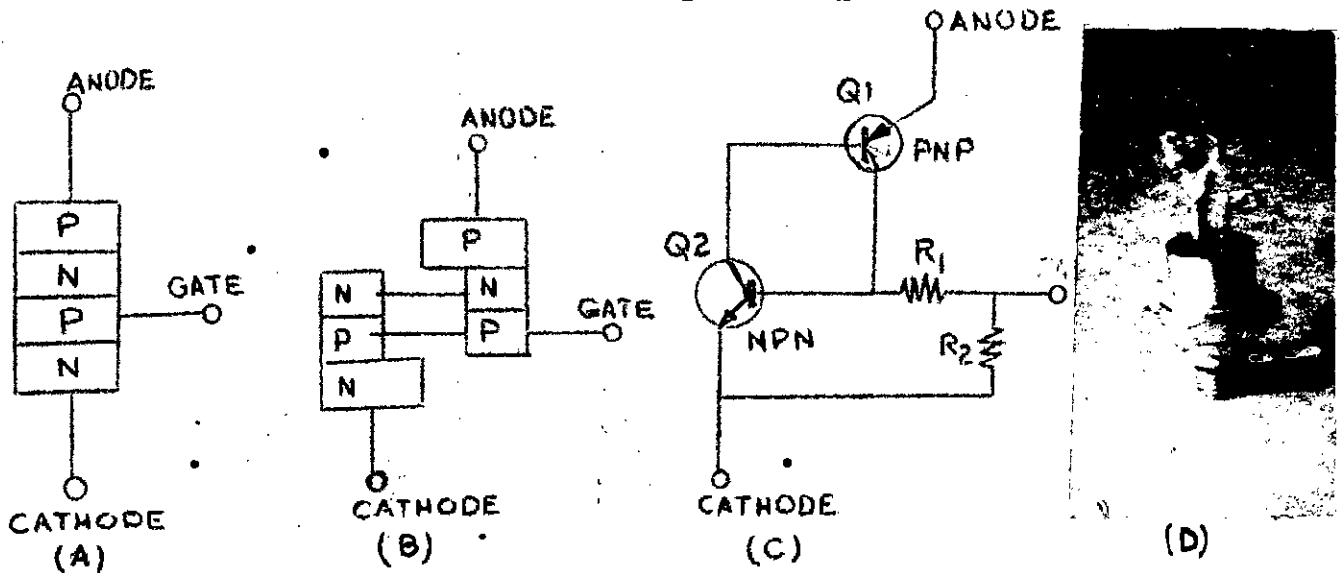 ANODE
P
N
P
N
GATE
CATHODE
(A)
ANODE
P
N
P
N
P
N
GATE
CATHODE
(B)
ANODE
Q1
PNP
Q2
NPN
R1
R2
CATHODE
(C)
(D)